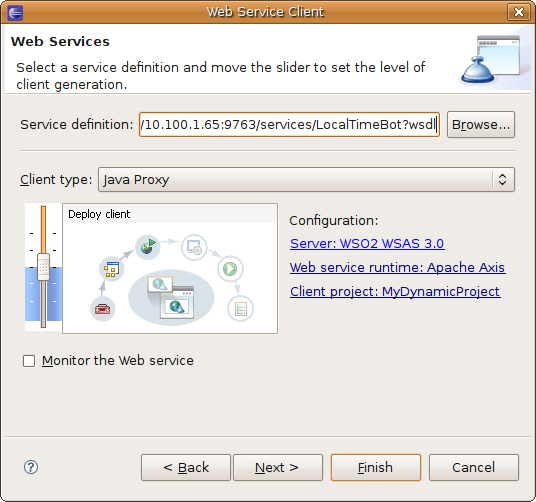 Web Service Client
Web Services
Select a service definition and move the slider to set the level of
client generation.
Service definition: /10.100.1.65:9763/services/LocalTimeBot?wsdl Browse...
Client type: Java Proxy
Deploy client
Configuration:
Server: WSO2 WSAS 3.0
Web service runtime: Apache Axis
Client project: MyDynamicProject
Monitor the Web service
? < Back Next > Finish Cancel